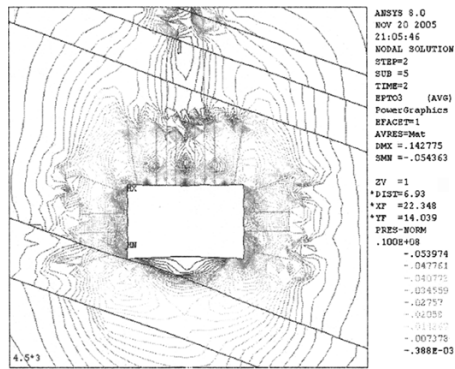 ANSYS 8.0
NOV 20 2005
21:05:46
NODAL SOLUTION
STEP=2
SUB =5
TIME=2
EPTO3 (AVG)
PowerGraphics
EFACET=1
AVRES=Mat
DMX =.142775
SMN =-.054363
ZV =1
*DIST=6.93
*XF =22.348
*YF =14.039
PRES-NORM
.100E+08
-.053974
-.047761
-.034559
-.02757
-.007373
-.388E-03
MX
MN
4.5*3